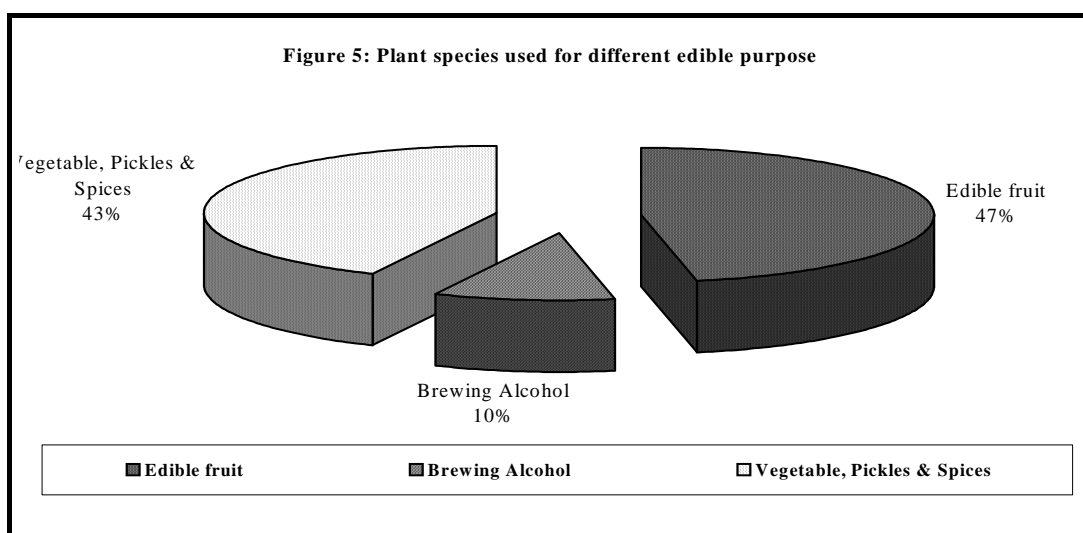 Figure 5: Plant species used for different edible purpose
Vegetable, Pickles &
Spices
43%
Edible fruit
47%
Brewing Alcohol
10%
Edible fruit
Brewing Alcohol
Vegetable, Pickles & Spices